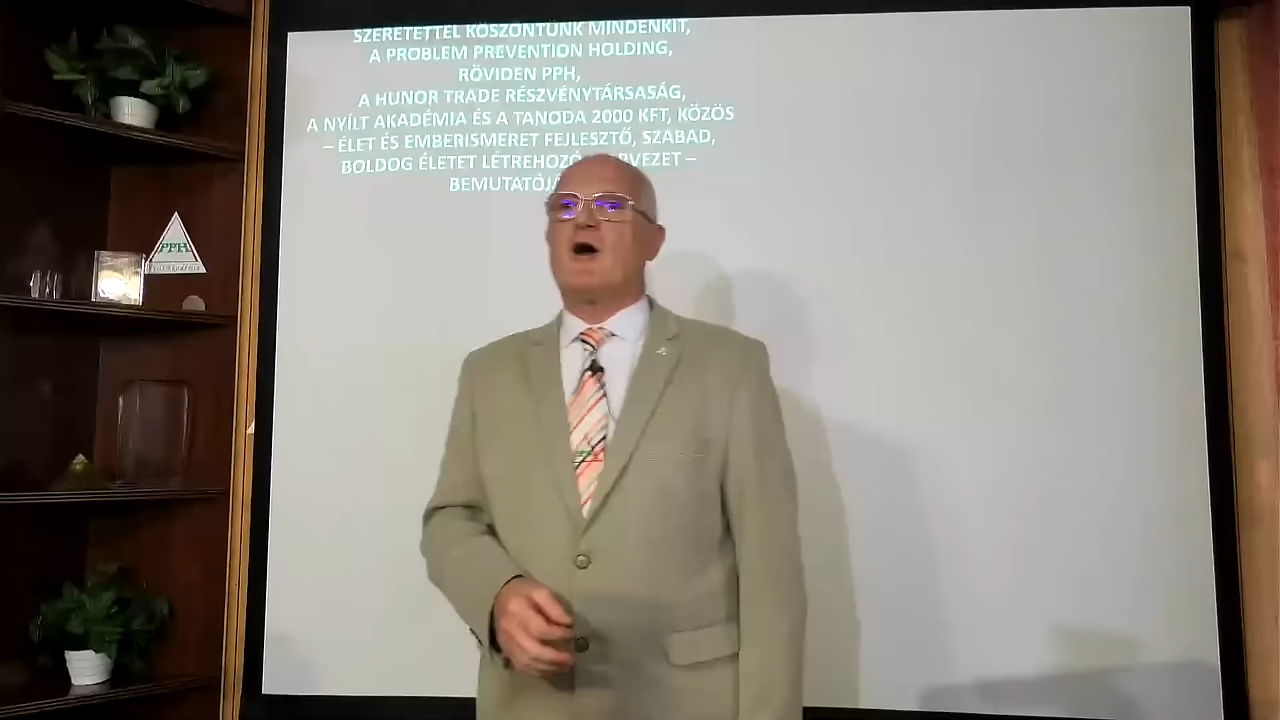 SZERETETTEL KÖSZÖNTÜNK MINDENKIT,
A PROBLEM PREVENTION HOLDING,
RÖVIDEN PPH,
A HUNOR TRADE RÉSZVÉNYTÁRSASÁG,
A NYÍLT AKADÉMIA ÉS A TANODA 2000 KFT, KÖZÖS
– ÉLET ÉS EMBERISMERET FEJLESZTŐ, SZABAD,
BOLDOG ÉLETET –
PPH